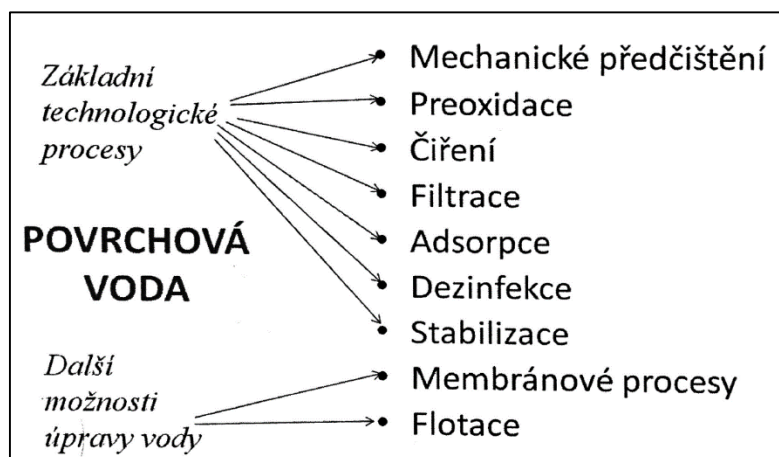 Základní
technologické
procesy
POVRCHOVÁ
VODA
Další
možnosti
úpravy vody
• Mechanické předčištění
• Preoxidace
• Čiření
• Filtrace
• Adsorpce
• Dezinfekce
• Stabilizace
• Membránové procesy
• Flotace